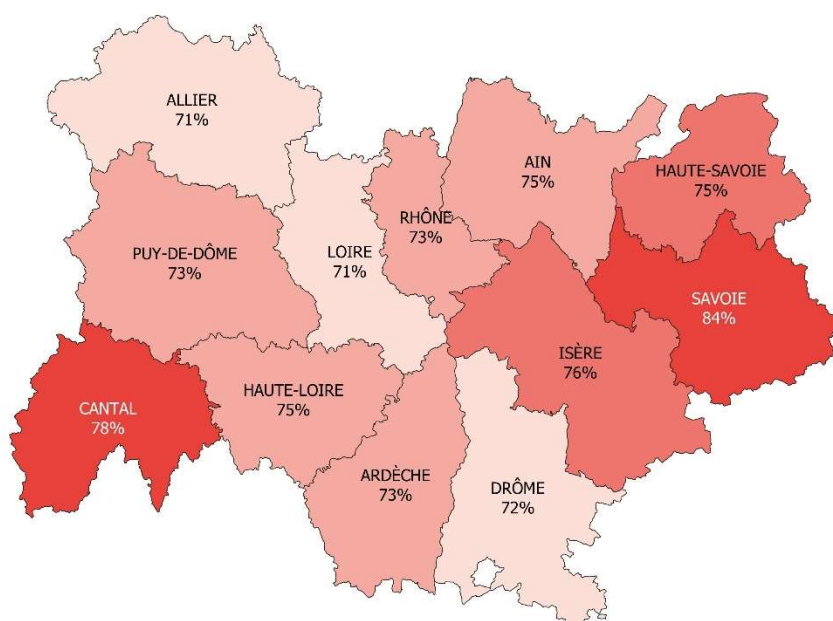 ALLIER
71%
AIN
75%
HAUTE-SAVOIE
75%
RHÔNE
73%
PUY-DE-DÔME
73%
LOIRE
71%
SAVOIE
84%
ISÈRE
76%
HAUTE-LOIRE
75%
CANTAL
78%
ARDÈCHE
73%
DRÔME
72%